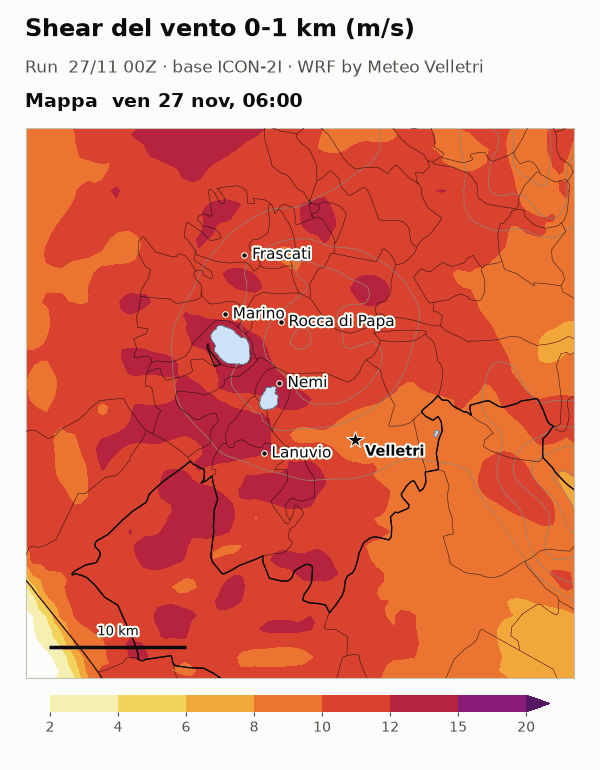 Shear del vento 0-1 km (m/s)
Run  27/11 00Z · base ICON-2I · WRF by Meteo Velletri
Mappa  ven 27 nov, 06:00
Frascati
Marino
Rocca di Papa
Nemi
Velletri
Lanuvio
10 km
2 4 6 8 10 12 15 20